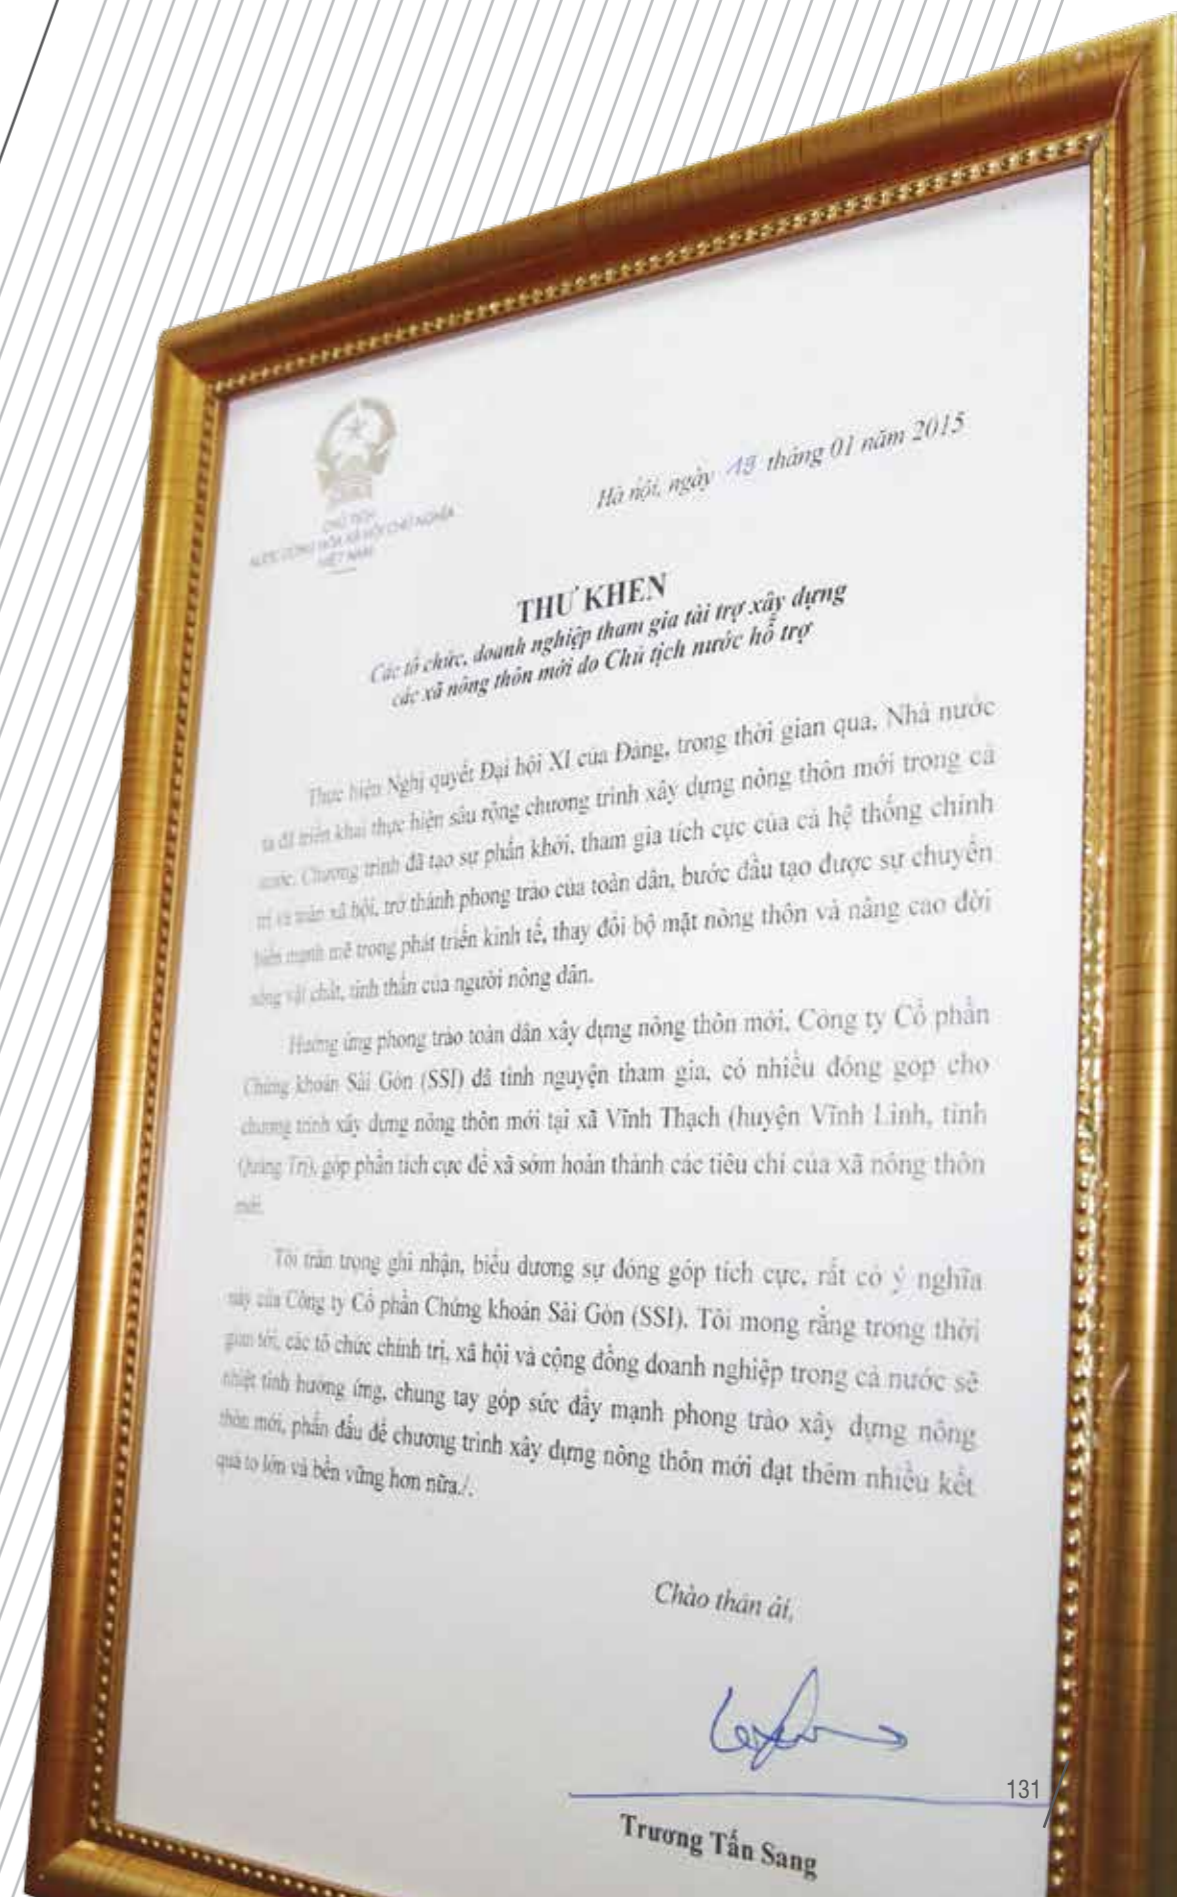 CHỦ TỊCH
NƯỚC CỘNG HÒA XÃ HỘI CHỦ NGHĨA
VIỆT NAM
Hà nội, ngày 19 tháng 01 năm 2015
THƯ KHEN
Các tổ chức, doanh nghiệp tham gia tài trợ xây dựng
các xã nông thôn mới do Chủ tịch nước hỗ trợ
Thực hiện Nghị quyết Đại hội XI của Đảng, trong thời gian qua, Nhà nước
ta đã triển khai thực hiện sâu rộng chương trình xây dựng nông thôn mới trong cả
nước. Chương trình đã tạo sự phấn khởi, tham gia tích cực của cả hệ thống chính
trị và toàn xã hội, trở thành phong trào của toàn dân, bước đầu tạo được sự chuyển
biến mạnh mẽ trong phát triển kinh tế, thay đổi bộ mặt nông thôn và nâng cao đời
sống vật chất, tinh thần của người nông dân.
Hưởng ứng phong trào toàn dân xây dựng nông thôn mới, Công ty Cổ phần
Chứng khoán Sài Gòn (SSI) đã tình nguyện tham gia, có nhiều đóng góp cho
chương trình xây dựng nông thôn mới tại xã Vĩnh Thạch (huyện Vĩnh Linh, tỉnh
Quảng Trị), góp phần tích cực để xã sớm hoàn thành các tiêu chí của xã nông thôn
mới.
Tôi trân trọng ghi nhận, biểu dương sự đóng góp tích cực, rất có ý nghĩa
này của Công ty Cổ phần Chứng khoán Sài Gòn (SSI). Tôi mong rằng trong thời
gian tới, các tổ chức chính trị, xã hội và cộng đồng doanh nghiệp trong cả nước sẽ
nhiệt tình hưởng ứng, chung tay góp sức đẩy mạnh phong trào xây dựng nông
thôn mới, phấn đấu để chương trình xây dựng nông thôn mới đạt thêm nhiều kết
quả to lớn và bền vững hơn nữa./.
Chào thân ái,
131
Trương Tấn Sang